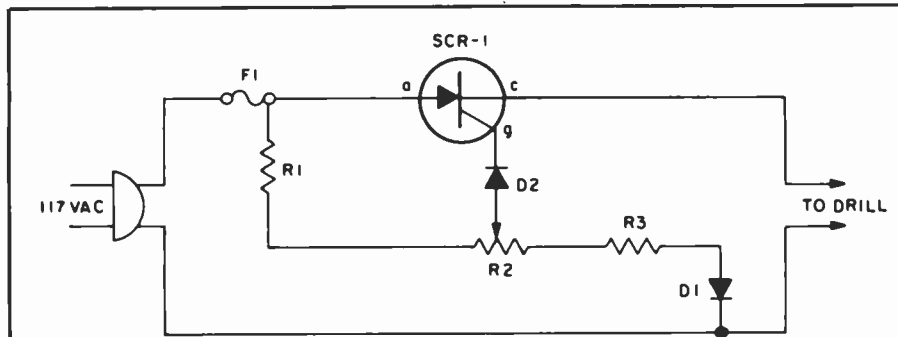 SCR-1
F1
a
c
g
R1
D2
117 VAC
TO DRILL
R3
R2
D1